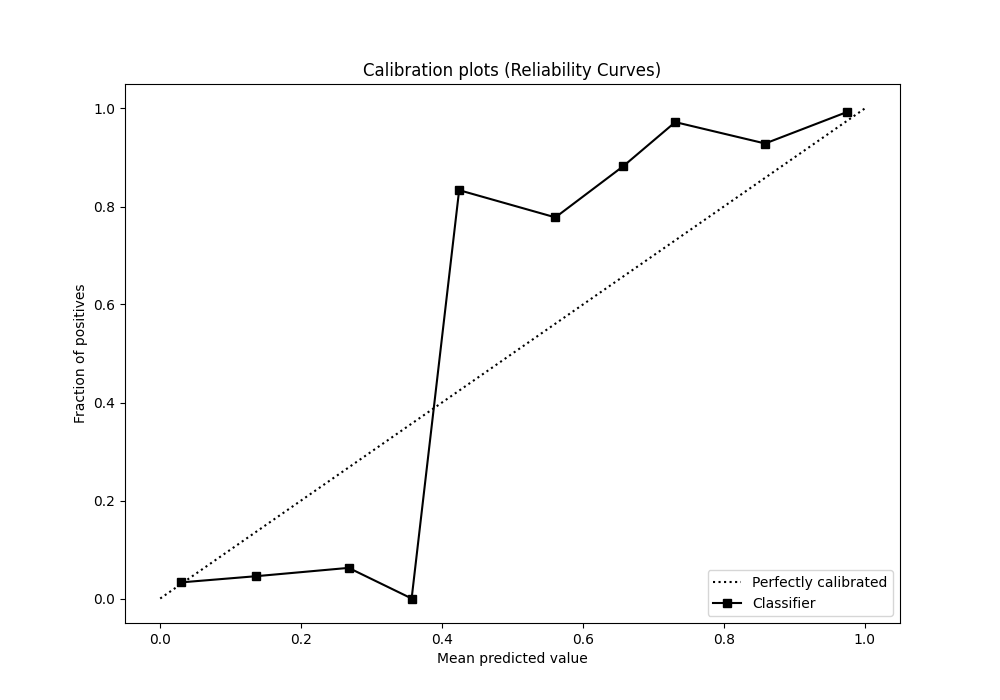 Calibration plots (Reliability Curves)
1.0
0.8
0.6
0.4
0.2
0.0
Fraction of positives
0.0 0.2 0.4 0.6 0.8 1.0
Mean predicted value
Perfectly calibrated
Classifier